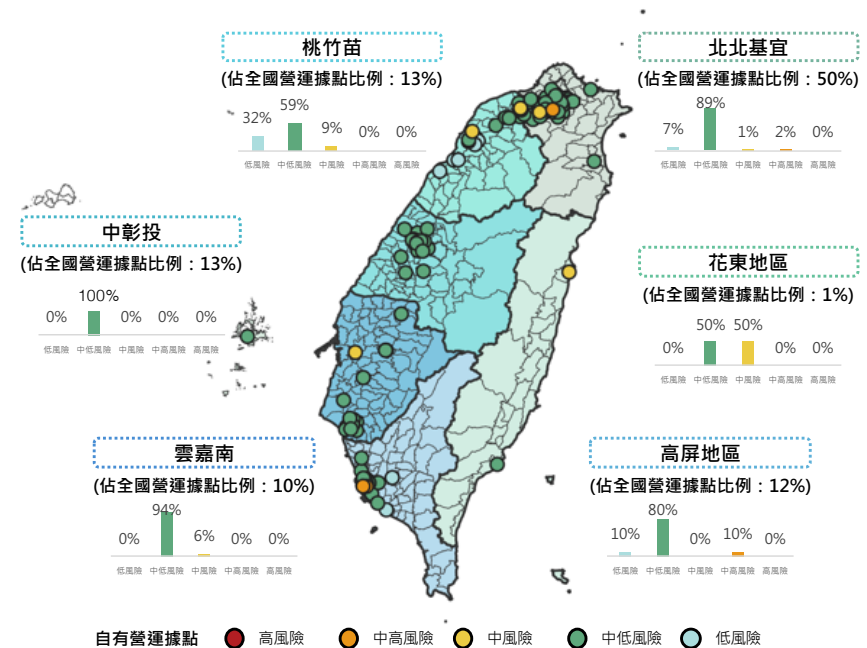 桃竹苗
(佔全國營運據點比例：13%)
32% 59% 9% 0% 0%
低風險 中低風險 中風險 中高風險 高風險
北北基宜
(佔全國營運據點比例：50%)
7% 89% 1% 2% 0%
低風險 中低風險 中風險 中高風險 高風險
中彰投
(佔全國營運據點比例：13%)
0% 100% 0% 0% 0%
低風險 中低風險 中風險 中高風險 高風險
花東地區
(佔全國營運據點比例：1%)
0% 50% 50% 0% 0%
低風險 中低風險 中風險 中高風險 高風險
雲嘉南
(佔全國營運據點比例：10%)
0% 94% 6% 0% 0%
低風險 中低風險 中風險 中高風險 高風險
高屏地區
(佔全國營運據點比例：12%)
10% 80% 0% 10% 0%
低風險 中低風險 中風險 中高風險 高風險
自有營運據點 高風險 中高風險 中風險 中低風險 低風險